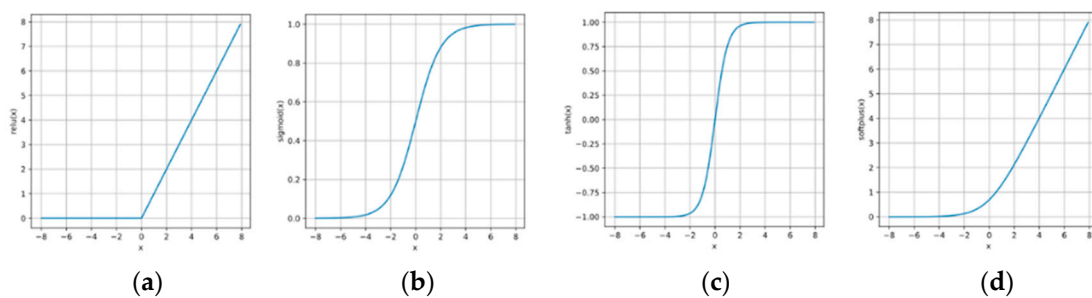 relu(x)
8
7
6
5
4
3
2
1
0
−8 −6 −4 −2 0 2 4 6 8
x
(a)
sigmoid(x)
1.0
0.8
0.6
0.4
0.2
0.0
−8 −6 −4 −2 0 2 4 6 8
x
(b)
tanh(x)
1.00
0.75
0.50
0.25
0.00
−0.25
−0.50
−0.75
−1.00
−8 −6 −4 −2 0 2 4 6 8
x
(c)
softplus(x)
8
7
6
5
4
3
2
1
0
−8 −6 −4 −2 0 2 4 6 8
x
(d)